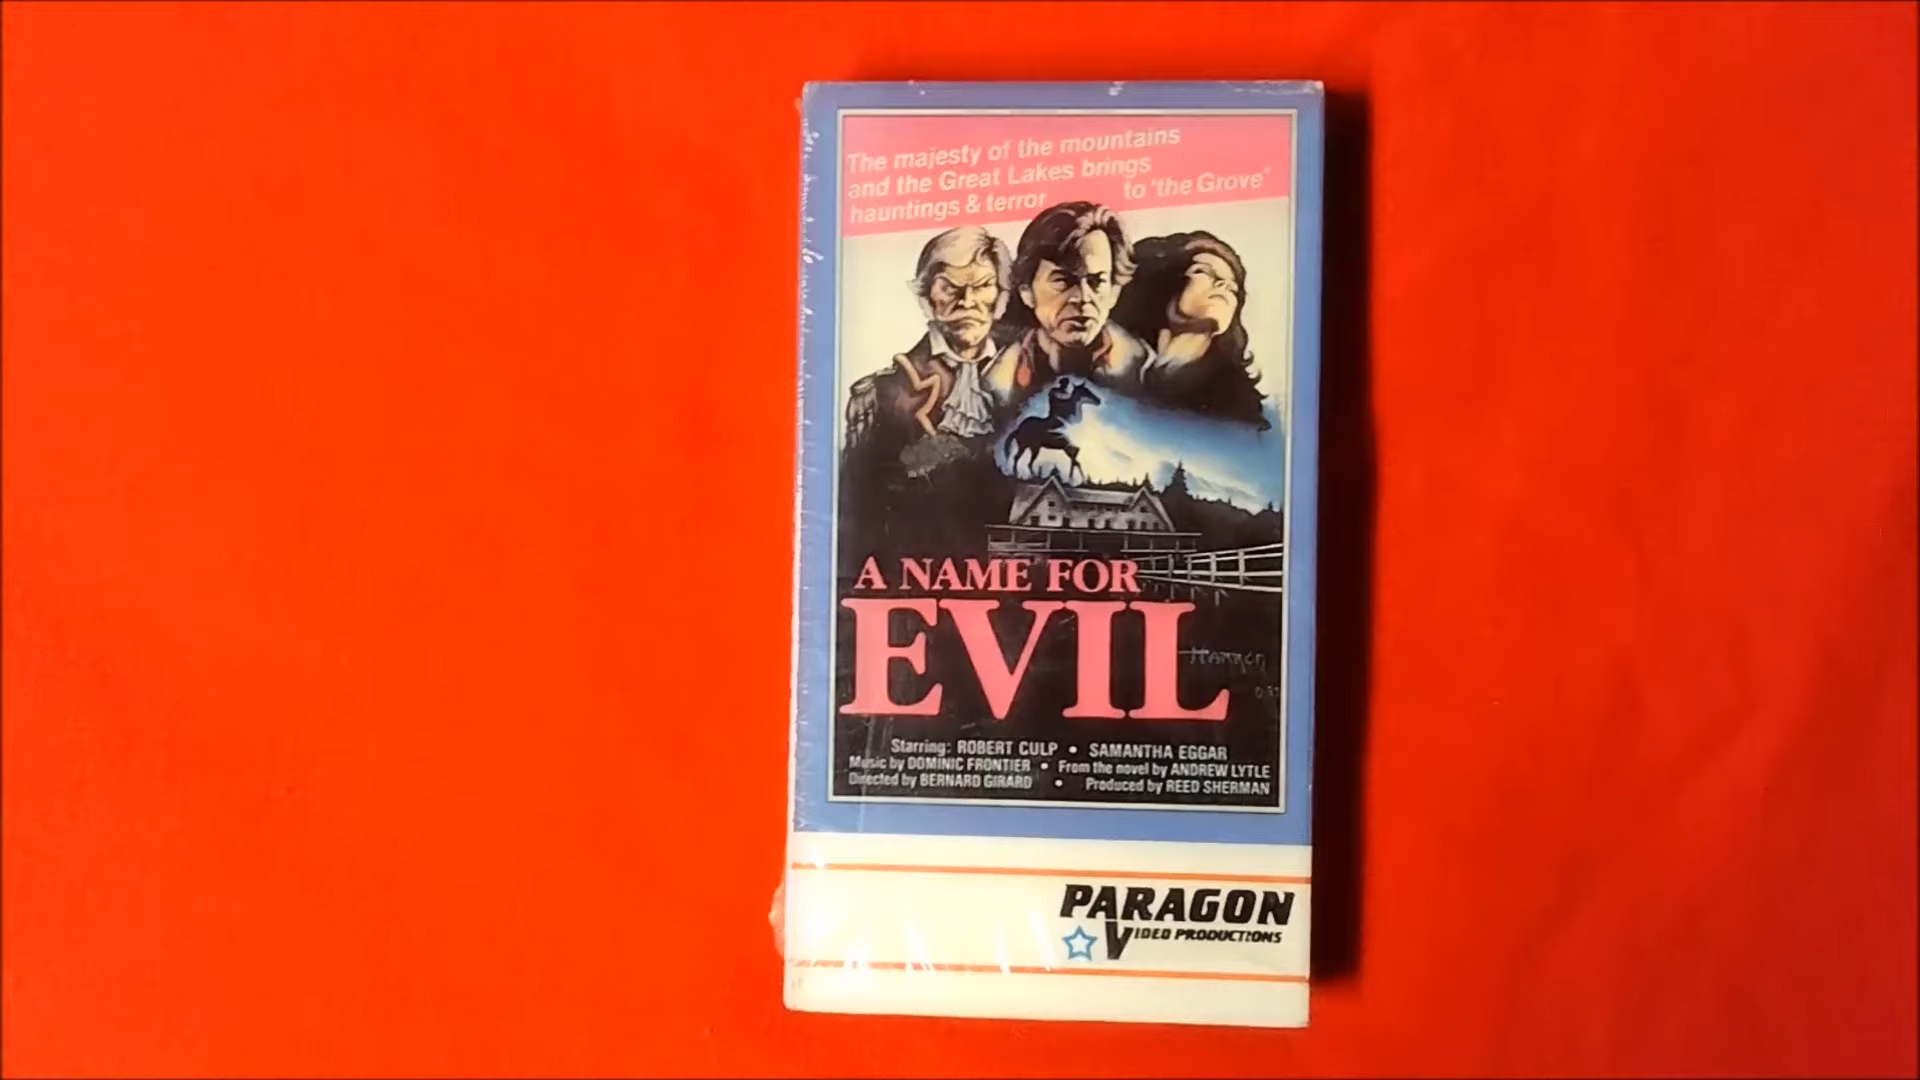 The majesty of the mountains
and the Great Lakes brings
hauntings & terror to 'the Grove'
A NAME FOR
EVIL
Starring: ROBERT CULP • SAMANTHA EGGAR
Music by DOMINIC FRONTIER • From the novel by ANDREW LYTLE
Directed by BERNARD GIRARD • Produced by REED SHERMAN
PARAGON
VIDEO PRODUCTIONS